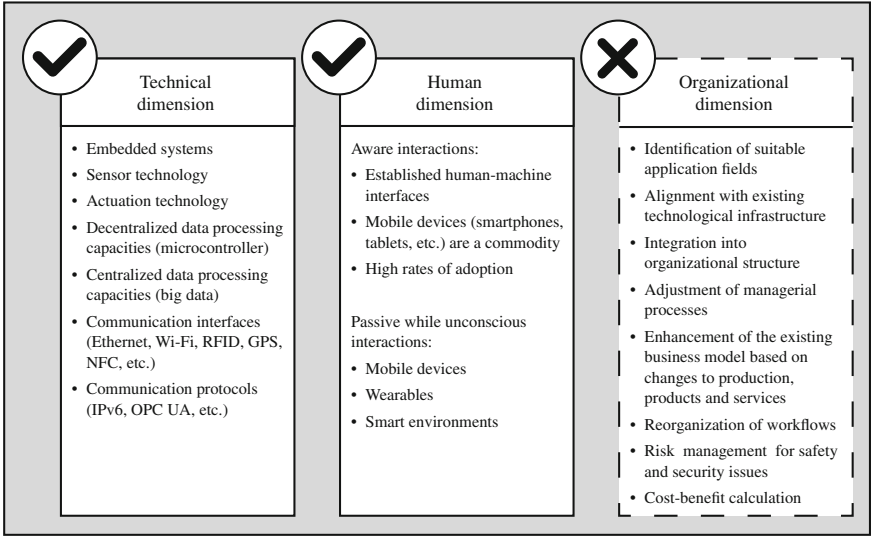 Technical
dimension
• Embedded systems
• Sensor technology
• Actuation technology
• Decentralized data processing
capacities (microcontroller)
• Centralized data processing
capacities (big data)
• Communication interfaces
(Ethernet, Wi-Fi, RFID, GPS,
NFC, etc.)
• Communication protocols
(IPv6, OPC UA, etc.)
Human
dimension
Aware interactions:
• Established human-machine
interfaces
• Mobile devices (smartphones,
tablets, etc.) are a commodity
• High rates of adoption
Passive while unconscious
interactions:
• Mobile devices
• Wearables
• Smart environments
Organizational
dimension
• Identification of suitable
application fields
• Alignment with existing
technological infrastructure
• Integration into
organizational structure
• Adjustment of managerial
processes
• Enhancement of the existing
business model based on
changes to production,
products and services
• Reorganization of workflows
• Risk management for safety
and security issues
• Cost-benefit calculation